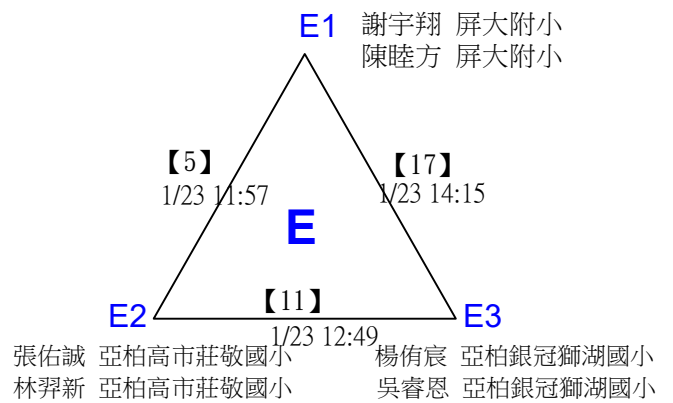 E1
謝宇翔 屏大附小
陳睦方 屏大附小
【5】
1/23 11:57
【17】
1/23 14:15
E
E2
【11】
1/23 12:49
E3
張佑誠 亞柏高市莊敬國小
林羿新 亞柏高市莊敬國小
楊侑宸 亞柏銀冠獅湖國小
吳睿恩 亞柏銀冠獅湖國小